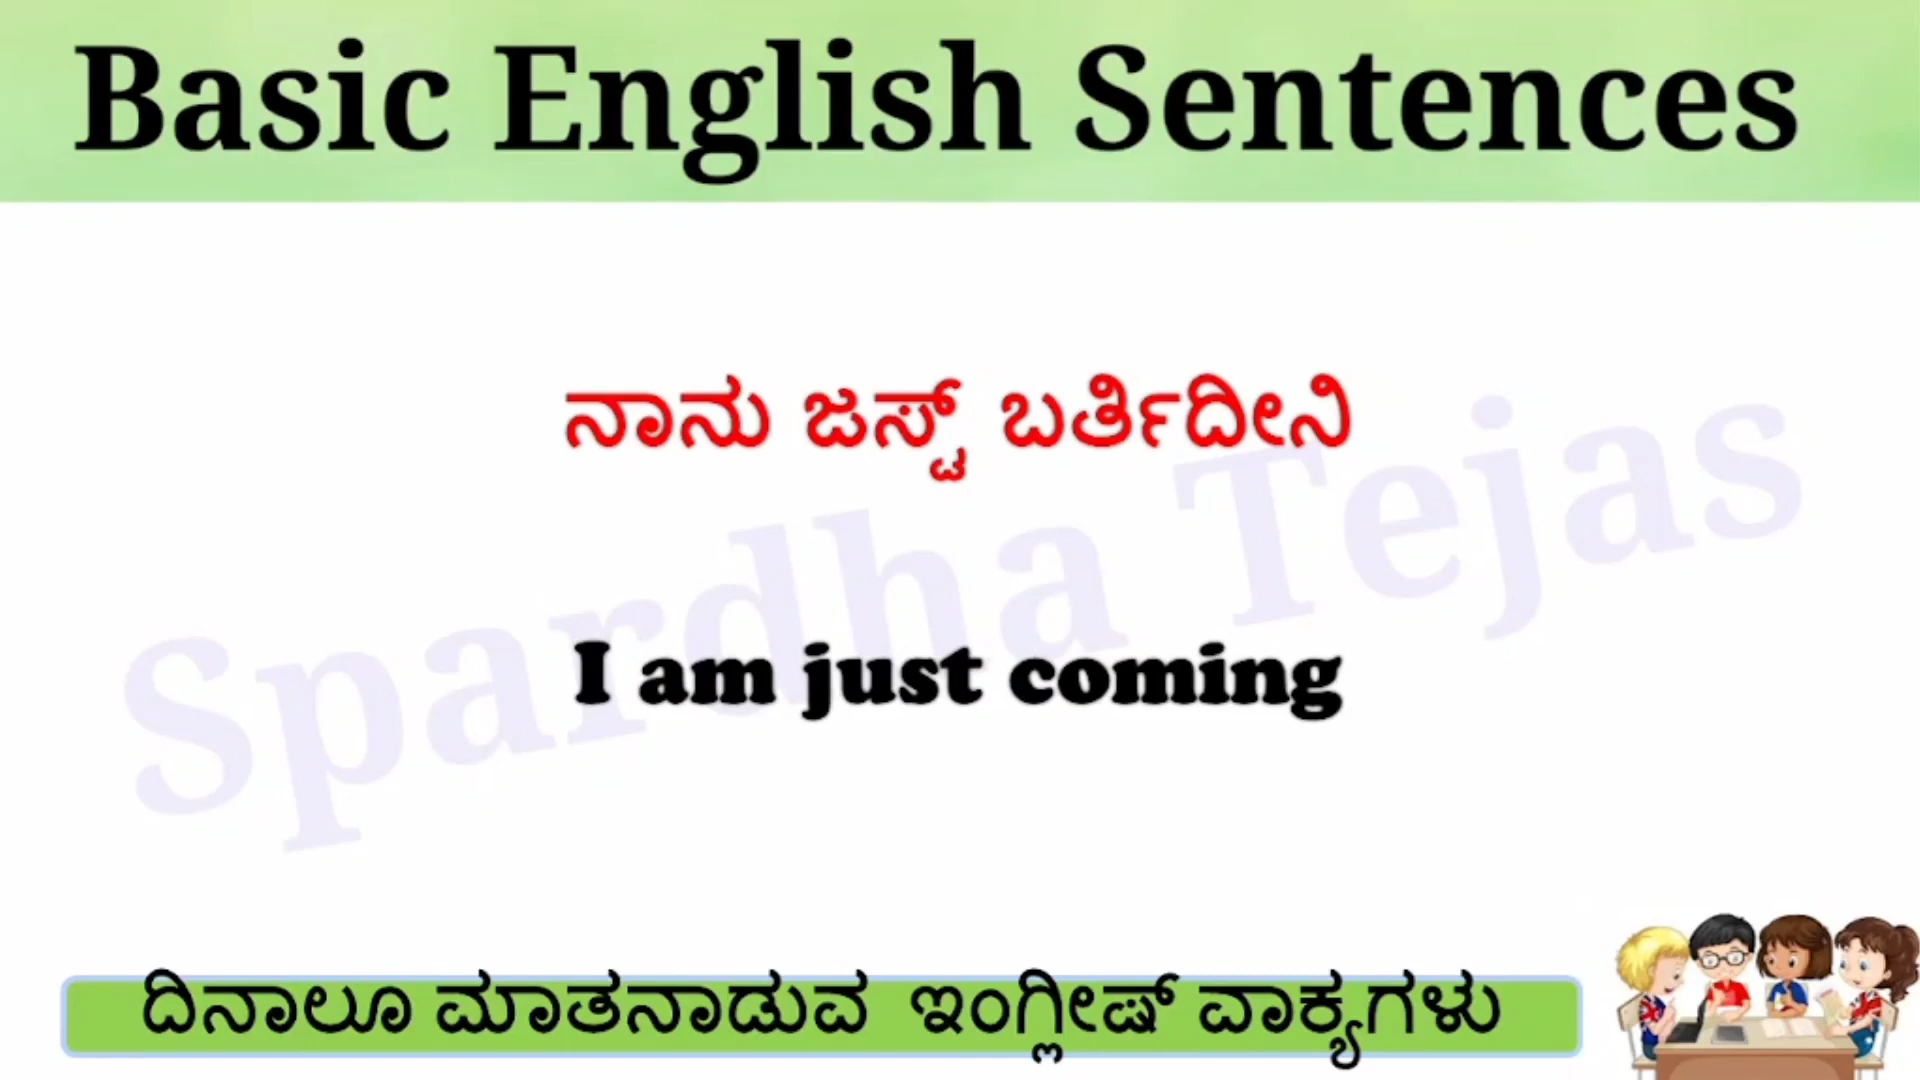 Basic English Sentences
ನಾನು ಜಸ್ಟ್ ಬರ್ತಿದೀನಿ
Spardha Tejas
I am just coming
ದಿನಾಲೂ ಮಾತನಾಡುವ ಇಂಗ್ಲೀಷ್ ವಾಕ್ಯಗಳು